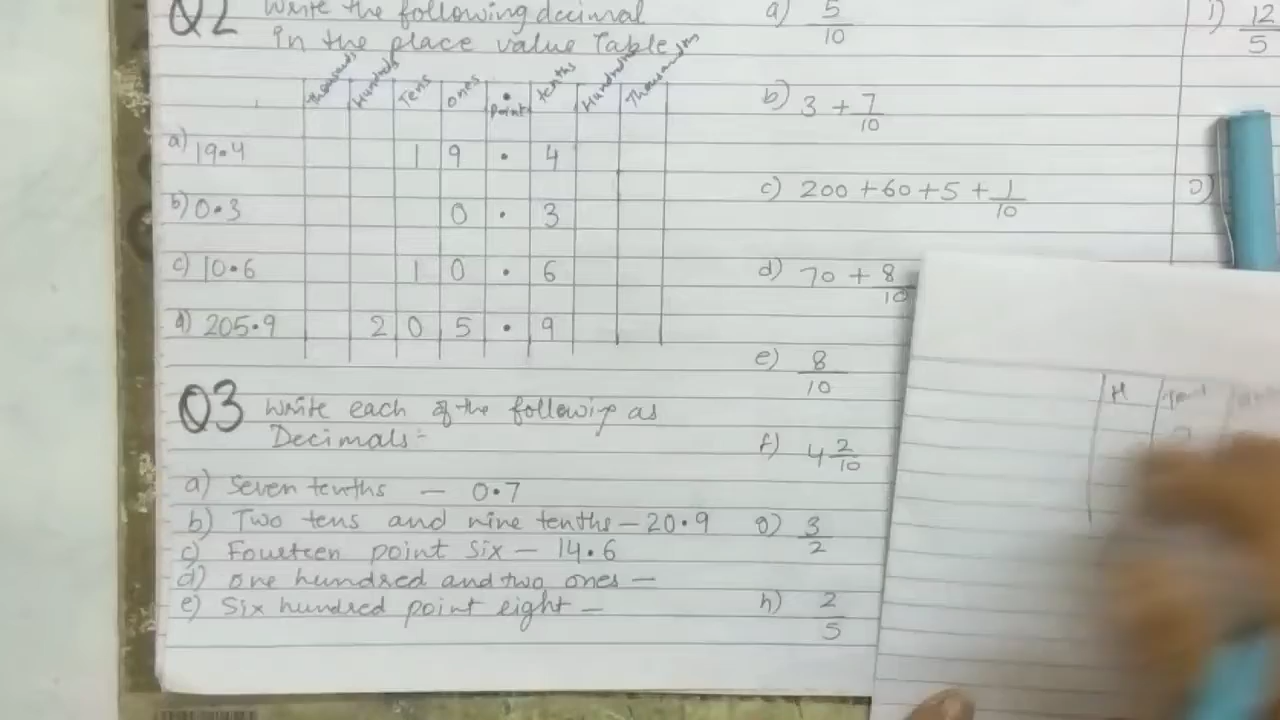 Q2 Write the following decimal
in the place value Table
Thousands Hundreds Tens ones • Point tenths Hundredths Thousandths
a) 19.4 1 9 . 4
b) 0.3 0 . 3
c) 10.6 1 0 . 6
d) 205.9 2 0 5 . 9
Q3 Write each of the following as
Decimals:-
a) Seven tenths — 0.7
b) Two tens and nine tenths — 20.9
c) Fourteen point six — 14.6
d) one hundred and two ones —
e) Six hundred point eight —
a) 5/10
b) 3 + 7/10
c) 200 + 60 + 5 + 1/10
d) 70 + 8/10
e) 8/10
f) 4 2/10
g) 3/2
h) 2/5
i) 12/5
H